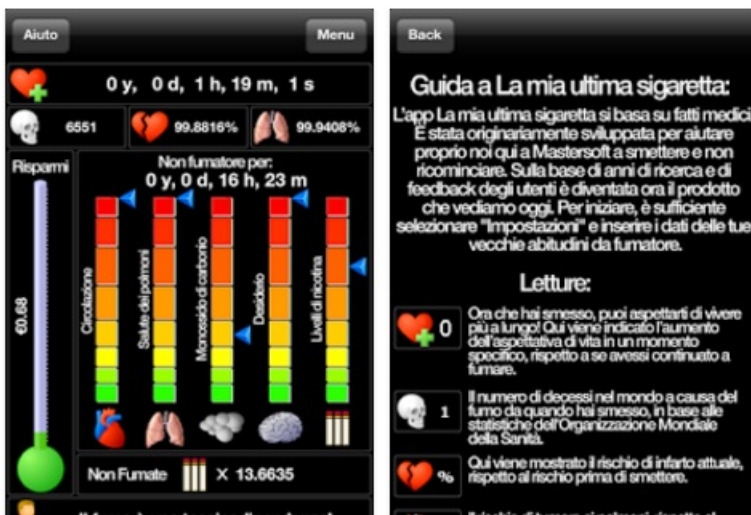 Aiuto
Menu
0 y, 0 d, 1 h, 19 m, 1 s
6551
99.8816%
99.9408%
Risparmi
€0.68
Non fumatore per:
0 y, 0 d, 16 h, 23 m
Circolazione
Salute dei polmoni
Monossido di carbonio
Desiderio
Livelli di nicotina
Non Fumate
X 13.6635
Back
Guida a La mia ultima sigaretta:
L'app La mia ultima sigaretta si basa su fatti medici
È stata originariamente sviluppata per aiutare
proprio noi qui a Mastersoft a smettere e non
ricominciare. Sulla base di anni di ricerca e di
feedback degli utenti è diventata ora il prodotto
che vediamo oggi. Per iniziare, è sufficiente
selezionare "Impostazioni" e inserire i dati delle tue
vecchie abitudini da fumatore.
Letture:
0
Ora che hai smesso, puoi aspettarti di vivere
più a lungo! Qui viene indicato l'aumento
dell'aspettativa di vita in un momento
specifico, rispetto a se avessi continuato a
fumare.
1
Il numero di decessi nel mondo a causa del
fumo da quando hai smesso, in base alle
statistiche dell'Organizzazione Mondiale
della Sanità.
%
Qui viene mostrato il rischio di infarto attuale,
rispetto al rischio prima di smettere.